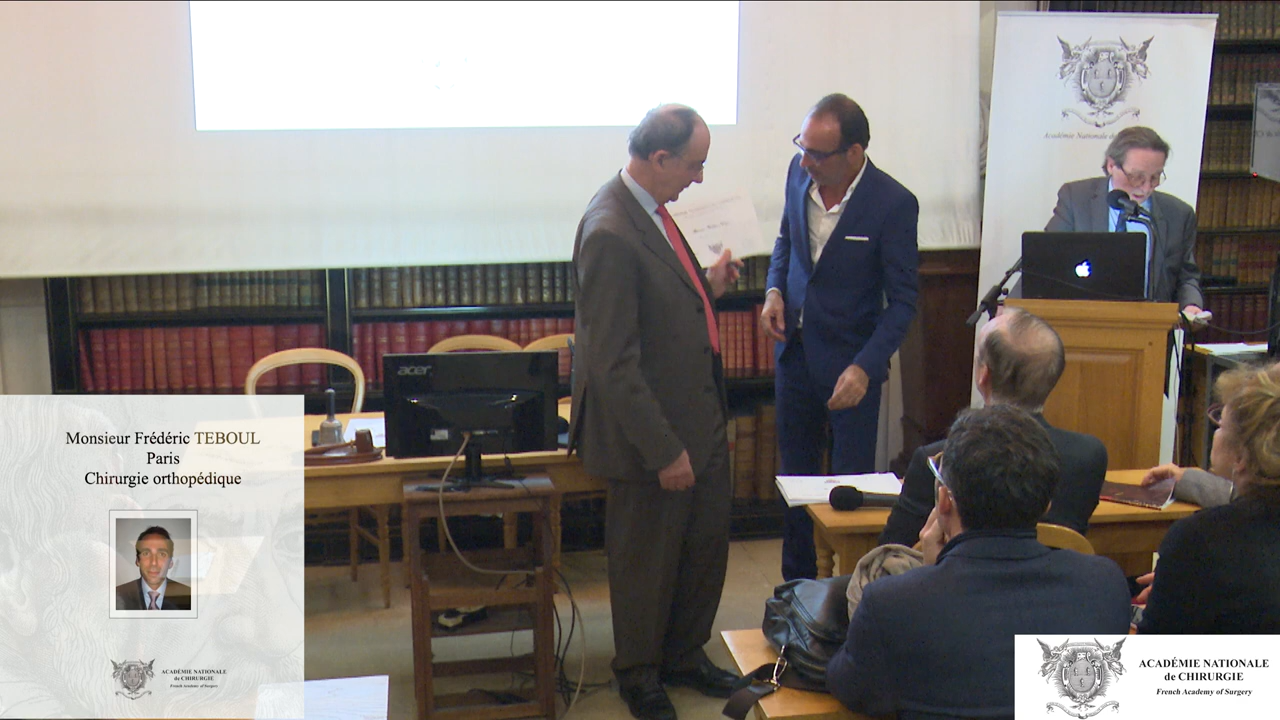 Académie Nationale de
acer
Monsieur Frédéric TEBOUL
Paris
Chirurgie orthopédique
ACADÉMIE NATIONALE
de CHIRURGIE
French Academy of Surgery
ACADÉMIE NATIONALE
de CHIRURGIE
French Academy of Surgery